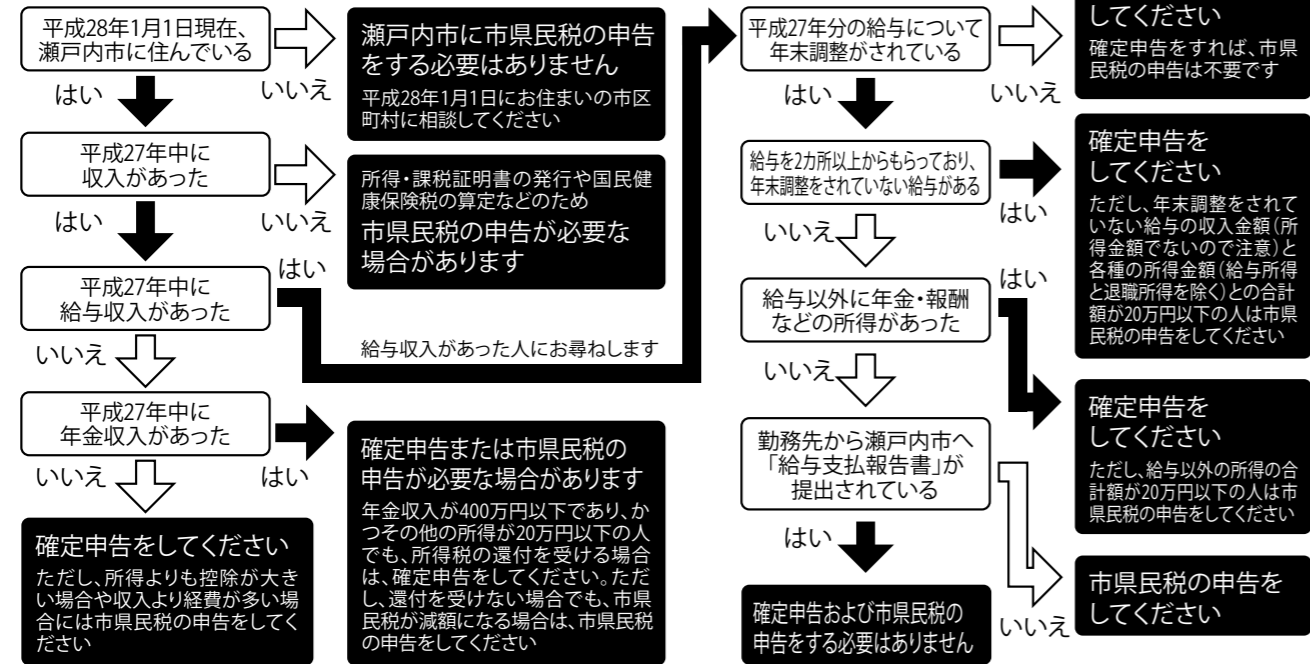 平成28年1月1日現在、
瀬戸内市に住んでいる
はい
いいえ
瀬戸内市に市県民税の申告
をする必要はありません
平成28年1月1日にお住まいの市区
町村に相談してください
平成27年中に
収入があった
はい
いいえ
所得・課税証明書の発行や国民健
康保険税の算定などのため
市県民税の申告が必要な
場合があります
平成27年中に
給与収入があった
はい
いいえ
給与収入があった人にお尋ねします
平成27年中に
年金収入があった
いいえ
はい
確定申告または市県民税の
申告が必要な場合があります
年金収入が400万円以下であり、か
つその他の所得が20万円以下の人
でも、所得税の還付を受ける場合
は、確定申告をしてください。ただ
し、還付を受けない場合でも、市県
民税が減額になる場合は、市県民税
の申告をしてください
確定申告をしてください
ただし、所得よりも控除が大き
い場合や収入より経費が多い場
合には市県民税の申告をしてく
ださい
平成27年分の給与について
年末調整がされている
はい
いいえ
してください
確定申告をすれば、市県
民税の申告は不要です
給与を2カ所以上からもらっており、
年末調整をされていない給与がある
いいえ
はい
確定申告を
してください
ただし、年末調整をされて
いない給与の収入金額（所
得金額でないので注意）と
各種の所得金額（給与所得
と退職所得を除く）との合計
額が20万円以下の人は市県
民税の申告をしてください
給与以外に年金・報酬
などの所得があった
はい
いいえ
確定申告を
してください
ただし、給与以外の所得の合
計額が20万円以下の人は市
県民税の申告をしてください
勤務先から瀬戸内市へ
「給与支払報告書」が
提出されている
はい
いいえ
市県民税の申告を
してください
確定申告および市県民税の
申告をする必要はありません